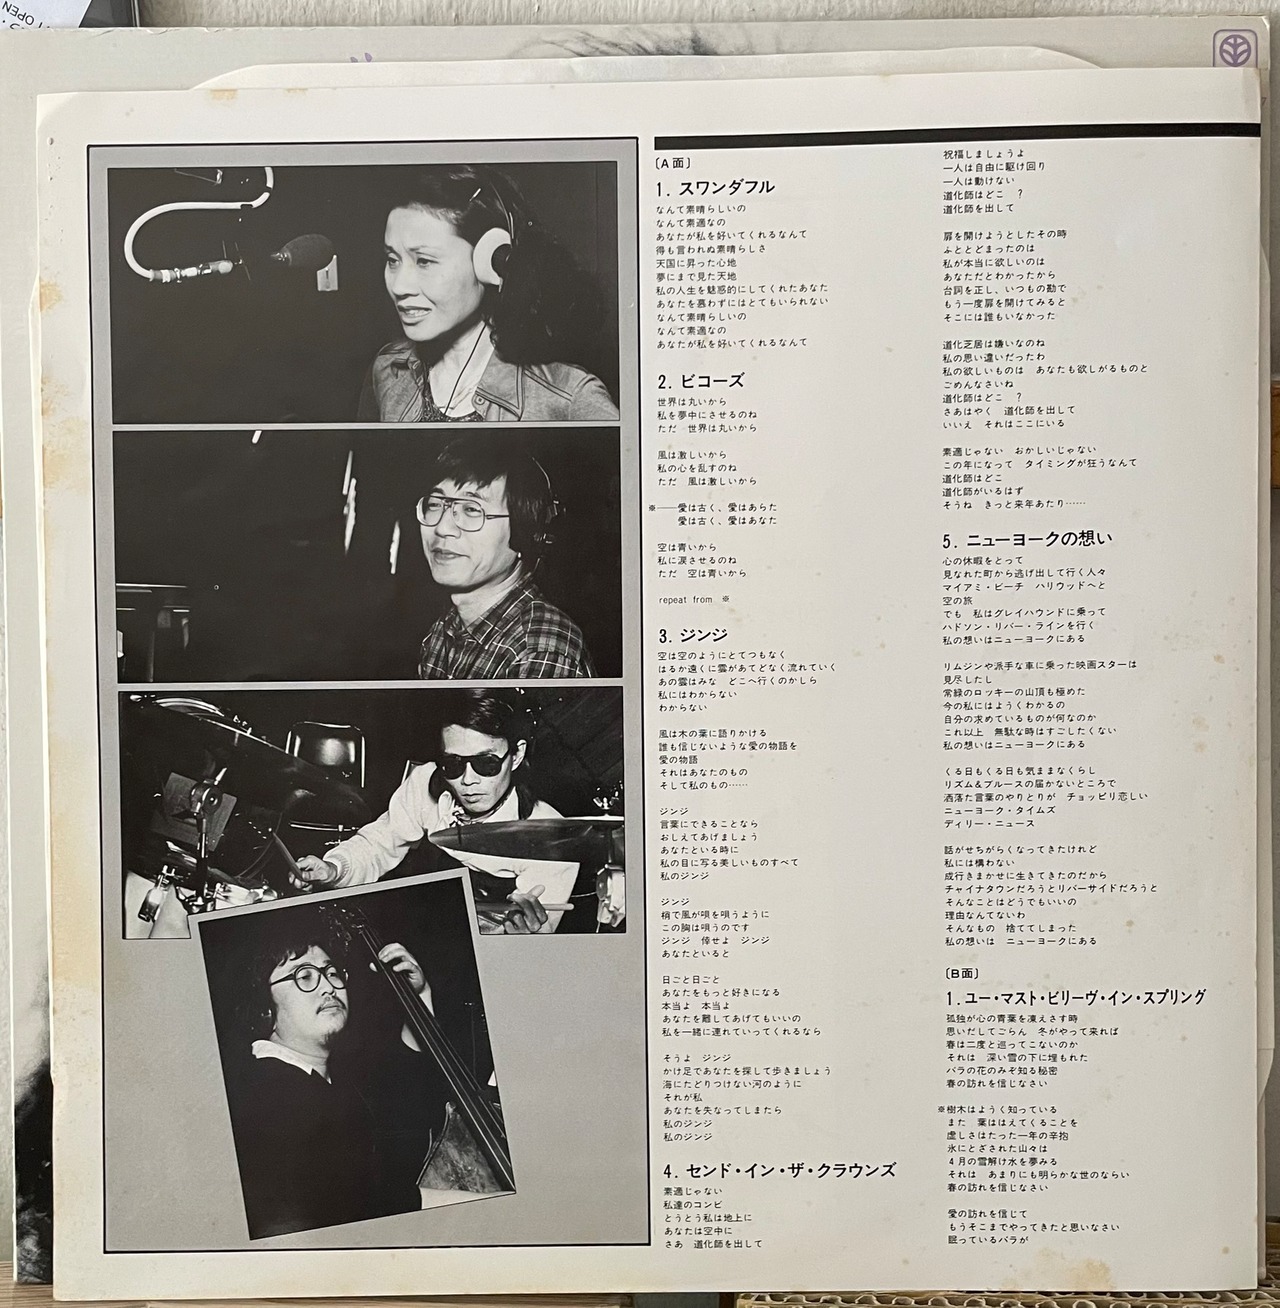 〔A面〕
1. スワンダフル
なんて素晴らしいの
なんて素適なの
あなたが私を好いてくれるなんて
得も言われぬ素晴らしさ
天国に昇った心地
夢にまで見た天地
私の人生を魅惑的にしてくれたあなた
あなたを慕わずにはとてもいられない
なんて素晴らしいの
なんて素適なの
あなたが私を好いてくれるなんて
2. ビコーズ
世界は丸いから
私を夢中にさせるのね
ただ　世界は丸いから
風は激しいから
私の心を乱すのね
ただ　風は激しいから
※──愛は古く、愛はあらた
愛は古く、愛はあなた
空は青いから
私に涙させるのね
ただ　空は青いから
repeat from ※
3. ジンジ
空は空のようにとてつもなく
はるか遠くに雲があてどなく流れていく
あの雲はみな　どこへ行くのかしら
私にはわからない
わからない
風は木の葉に語りかける
誰も信じないような愛の物語を
愛の物語
それはあなたのもの
そして私のもの……
ジンジ
言葉にできることなら
おしえてあげましょう
あなたといる時に
私の目に写る美しいものすべて
私のジンジ
ジンジ
梢で風が唄を唄うように
この胸は唄うのです
ジンジ　倖せよ　ジンジ
あなたといると
日ごと日ごと
あなたをもっと好きになる
本当よ　本当よ
あなたを離してあげてもいいの
私を一緒に連れていってくれるなら
そうよ　ジンジ
かけ足であなたを探して歩きましょう
海にたどりつけない河のように
それが私
あなたを失なってしまたら
私のジンジ
私のジンジ
4. センド・イン・ザ・クラウンズ
素適じゃない
私達のコンビ
とうとう私は地上に
あなたは空中に
さあ　道化師を出して
祝福しましょうよ
一人は自由に駆け回り
一人は動けない
道化師はどこ　？
道化師を出して
扉を開けようとしたその時
ふととどまったのは
私が本当に欲しいのは
あなただとわかったから
台詞を正し、いつもの勘で
もう一度扉を開けてみると
そこには誰もいなかった
道化芝居は嫌いなのね
私の思い違いだったわ
私の欲しいものは　あなたも欲しがるものと
ごめんなさいね
道化師はどこ　？
さあはやく　道化師を出して
いいえ　それはここにいる
素適じゃない　おかしいじゃない
この年になって　タイミングが狂うなんて
道化師はどこ
道化師がいるはず
そうね　きっと来年あたり……
5. ニューヨークの想い
心の休暇をとって
見なれた町から逃げ出して行く人々
マイアミ・ビーチ　ハリウッドへと
空の旅
でも　私はグレイハウンドに乗って
ハドソン・リバー・ラインを行く
私の想いはニューヨークにある
リムジンや派手な車に乗った映画スターは
見尽したし
常緑のロッキーの山頂も極めた
今の私にはようくわかるの
自分の求めているものが何なのか
これ以上　無駄な時はすごしたくない
私の想いはニューヨークにある
くる日もくる日も気ままなくらし
リズム&ブルースの届かないところで
洒落た言葉のやりとりが　チョッピリ恋しい
ニューヨーク・タイムズ
ディリー・ニュース
話がせちがらくなってきたけれど
私には構わない
成行きまかせに生きてきたのだから
チャイナタウンだろうとリバーサイドだろうと
そんなことはどうでもいいの
理由なんてないわ
そんなもの　捨ててしまった
私の想いは　ニューヨークにある
〔B面〕
1. ユー・マスト・ビリーヴ・イン・スプリング
孤独が心の青葉を凍えさす時
思いだしてごらん　冬がやって来れば
春は二度と巡ってこないのか
それは　深い雪の下に埋もれた
バラの花のみぞ知る秘密
春の訪れを信じなさい
※樹木はようく知っている
また　葉ははえてくることを
虚しさはたった一年の辛抱
氷にとざされた山々は
4月の雪解け水を夢みる
それは　あまりにも明らかな世のならい
春の訪れを信じなさい
愛の訪れを信じて
もうそこまでやってきたと思いなさい
眠っているバラが